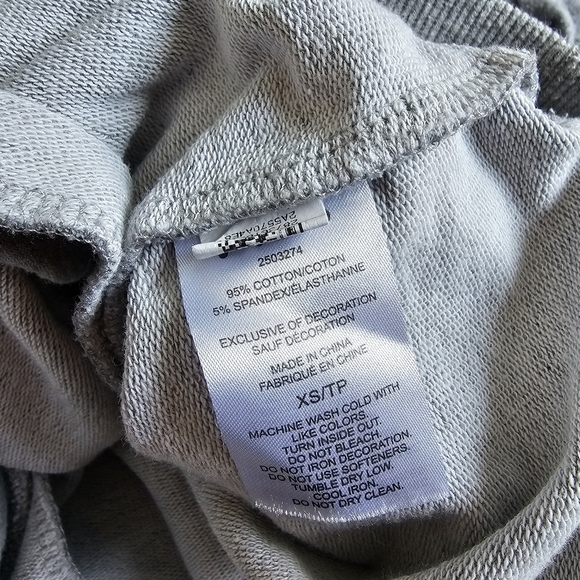 2503274
95% COTTON/COTON
5% SPANDEX/ÉLASTHANNE
EXCLUSIVE OF DECORATION
SAUF DÉCORATION
MADE IN CHINA
FABRIQUÉ EN CHINE
XS/TP
MACHINE WASH COLD WITH
LIKE COLORS.
TURN INSIDE OUT.
DO NOT BLEACH.
DO NOT IRON DECORATION.
DO NOT USE SOFTENERS.
TUMBLE DRY LOW.
COOL IRON.
DO NOT DRY CLEAN.